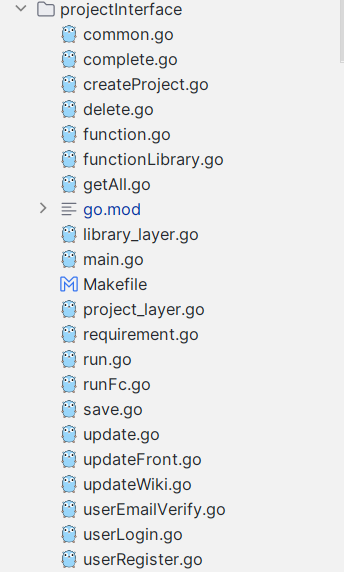 projectInterface
common.go
complete.go
createProject.go
delete.go
function.go
functionLibrary.go
getAll.go
go.mod
library_layer.go
main.go
Makefile
project_layer.go
requirement.go
run.go
runFc.go
save.go
update.go
updateFront.go
updateWiki.go
userEmailVerify.go
userLogin.go
userRegister.go